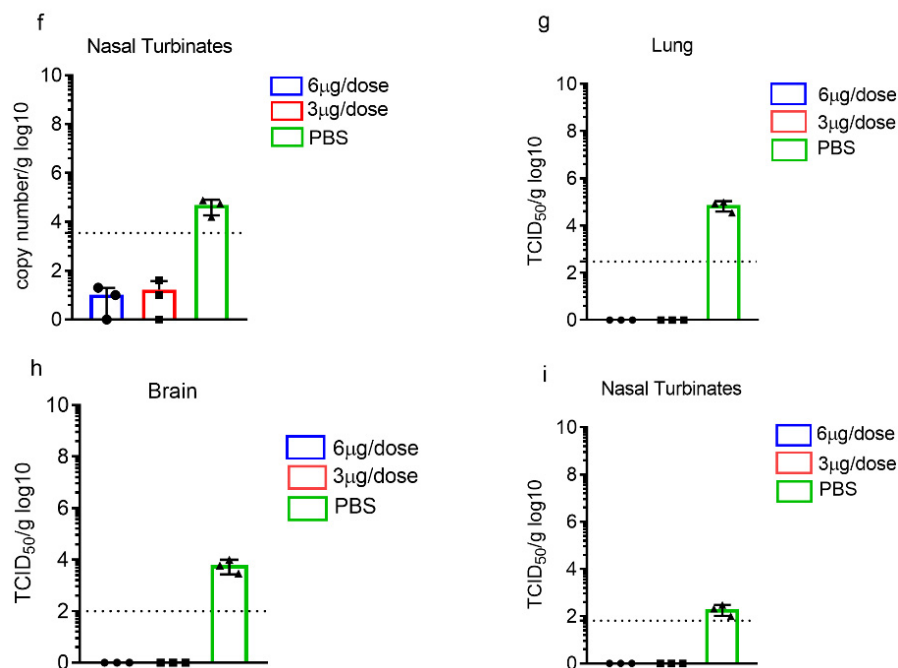 f
Nasal Turbinates
copy number/g log10
10
8
6
4
2
0
6µg/dose
3µg/dose
PBS
g
Lung
TCID50/g log10
10
8
6
4
2
0
6µg/dose
3µg/dose
PBS
h
Brain
TCID50/g log10
10
8
6
4
2
0
6µg/dose
3µg/dose
PBS
i
Nasal Turbinates
TCID50/g log10
10
8
6
4
2
0
6µg/dose
3µg/dose
PBS